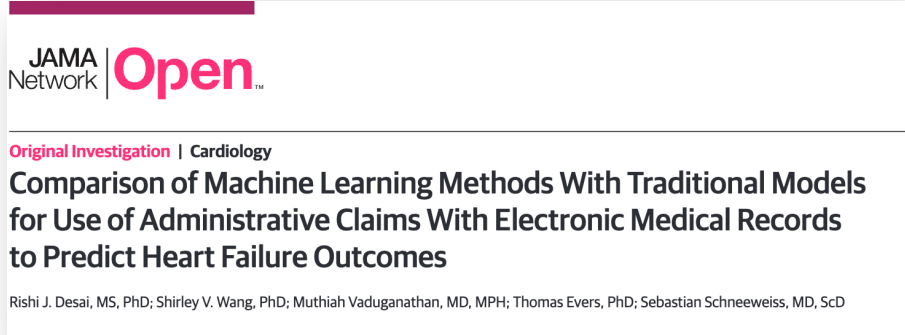 JAMA
Network
Open™
Original Investigation | Cardiology
Comparison of Machine Learning Methods With Traditional Models
for Use of Administrative Claims With Electronic Medical Records
to Predict Heart Failure Outcomes
Rishi J. Desai, MS, PhD; Shirley V. Wang, PhD; Muthiah Vaduganathan, MD, MPH; Thomas Evers, PhD; Sebastian Schneeweiss, MD, ScD